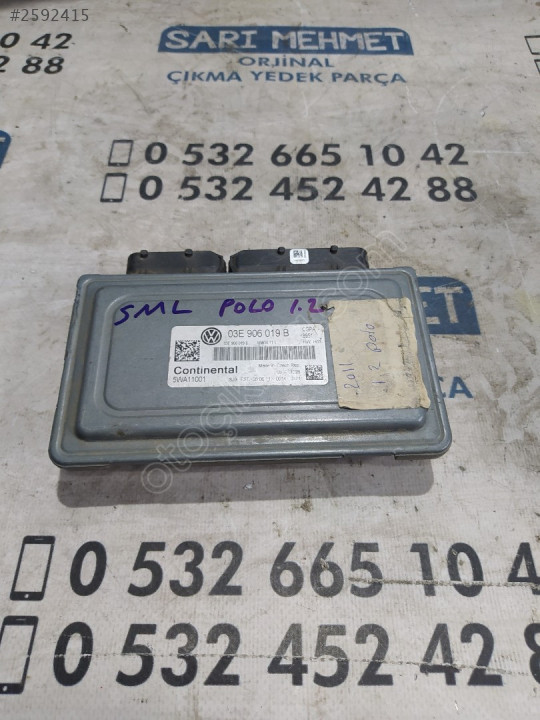 #2592415
10 42
2 88
SARI MEHMET
ORJİNAL
ÇIKMA YEDEK PARÇA
0 532 665 10 42
0 532 452 42 88
SML POLO 1.2
03E 906 019 B
Continental
5WA11001
2011
1.2 Polo
0 532 665 10 4
0 532 452 42 8